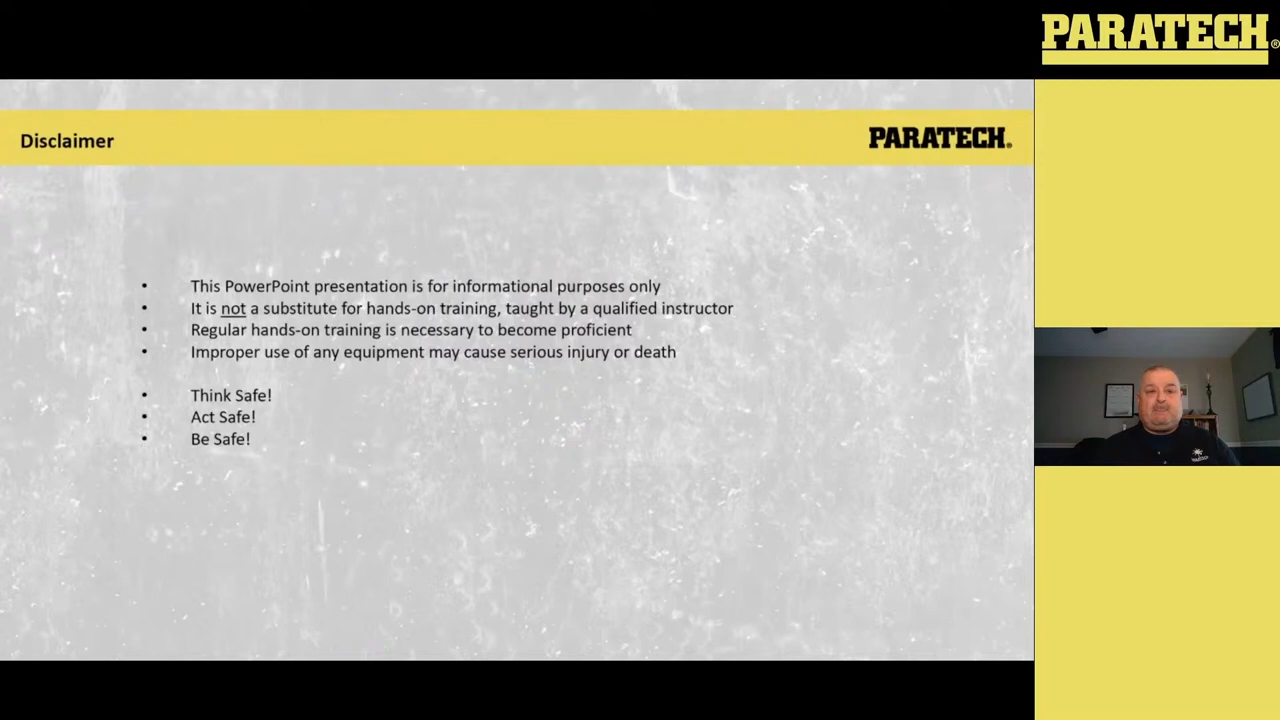 PARATECH®
Disclaimer
PARATECH®
• This PowerPoint presentation is for informational purposes only
• It is not a substitute for hands-on training, taught by a qualified instructor
• Regular hands-on training is necessary to become proficient
• Improper use of any equipment may cause serious injury or death
• Think Safe!
• Act Safe!
• Be Safe!